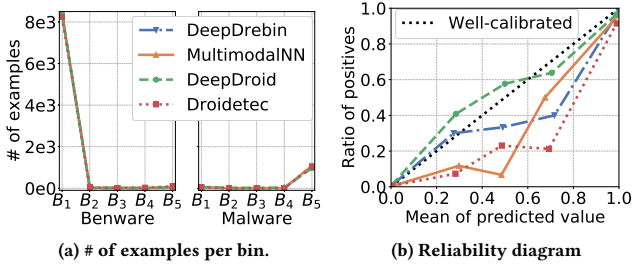 # of examples
8e3
6e3
4e3
2e3
0e0
B1 B2 B3 B4 B5
Benware
B1 B2 B3 B4 B5
Malware
DeepDrebin
MultimodalNN
DeepDroid
Droidetec
(a) # of examples per bin.
Ratio of positives
1.0
0.8
0.6
0.4
0.2
0.0
Well-calibrated
0.0 0.2 0.4 0.6 0.8 1.0
Mean of predicted value
(b) Reliability diagram